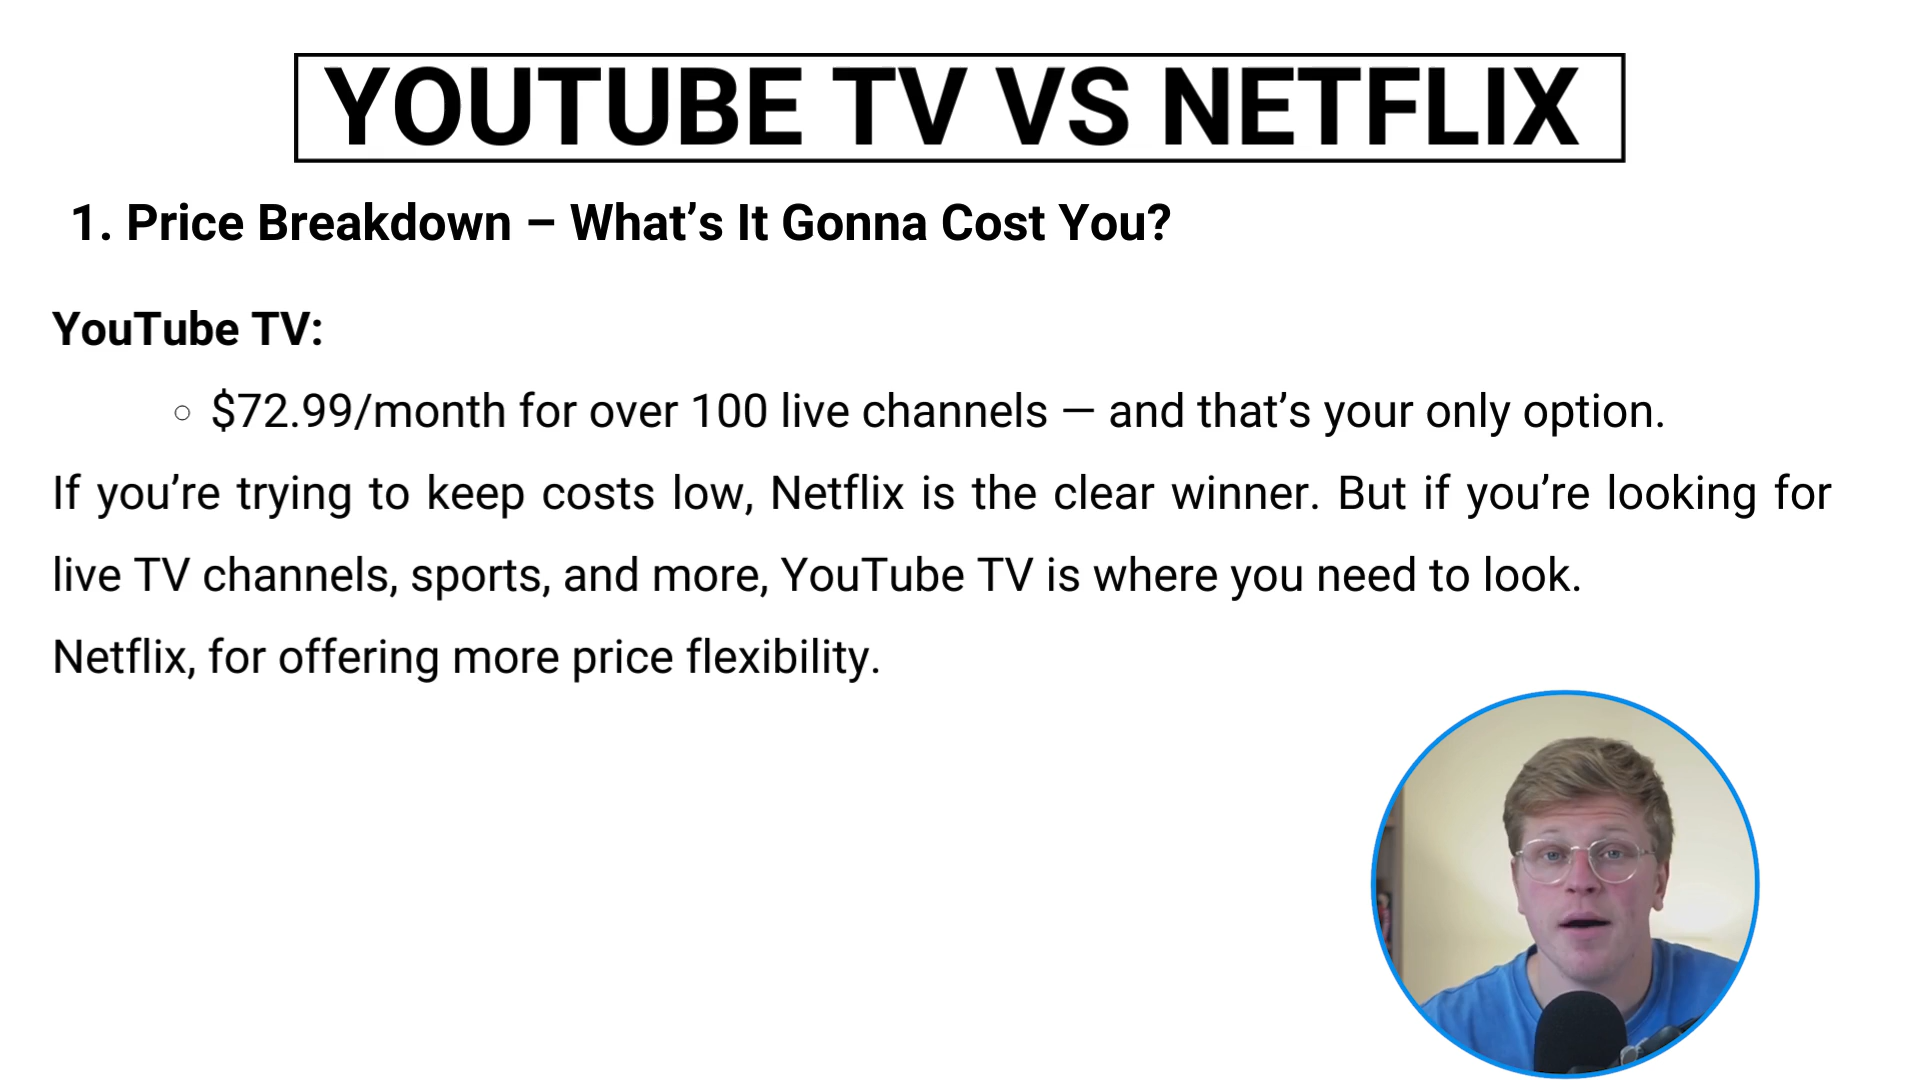 YOUTUBE TV VS NETFLIX
1. Price Breakdown – What’s It Gonna Cost You?
YouTube TV:
○ $72.99/month for over 100 live channels — and that’s your only option.
If you’re trying to keep costs low, Netflix is the clear winner. But if you’re looking for
live TV channels, sports, and more, YouTube TV is where you need to look.
Netflix, for offering more price flexibility.